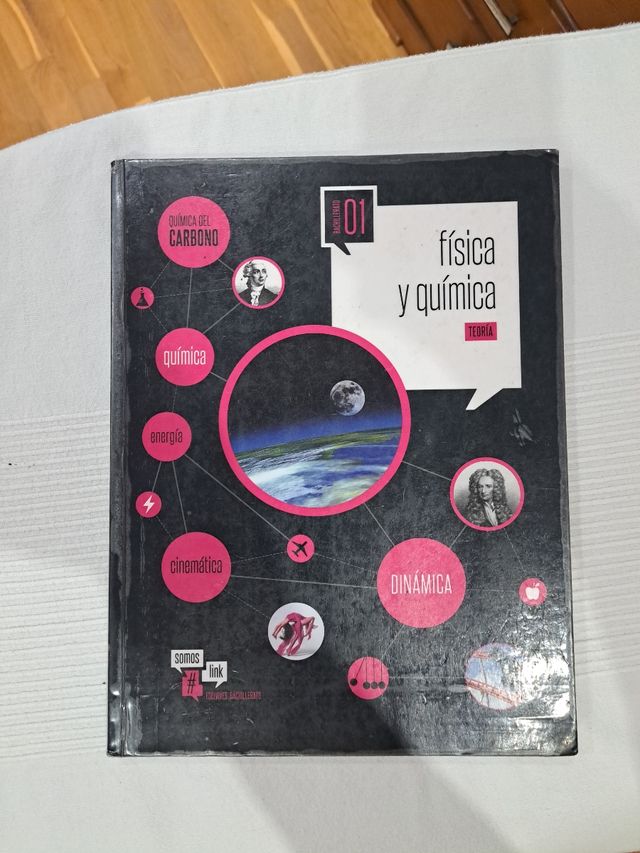 QUÍMICA DEL
CARBONO
BACHILLERATO
01
física
y química
TEORÍA
química
energía
cinemática
DINÁMICA
somos
link
#